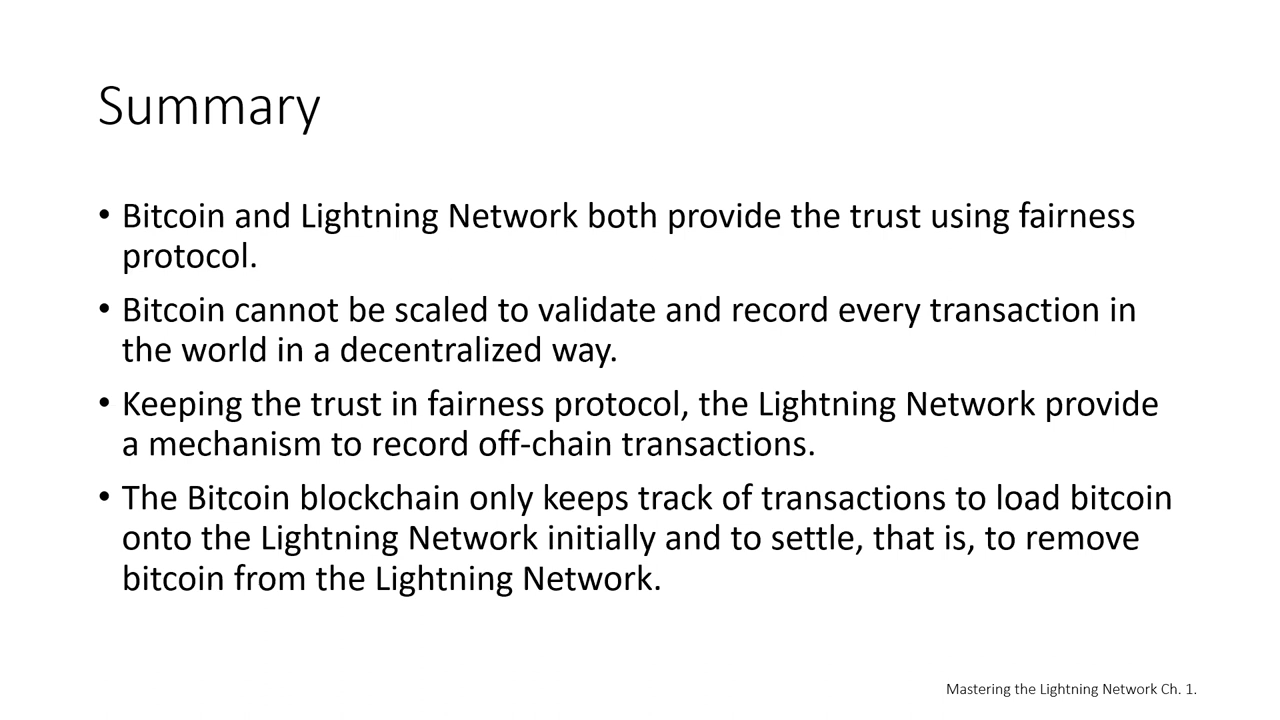 Summary
• Bitcoin and Lightning Network both provide the trust using fairness
protocol.
• Bitcoin cannot be scaled to validate and record every transaction in
the world in a decentralized way.
• Keeping the trust in fairness protocol, the Lightning Network provide
a mechanism to record off-chain transactions.
• The Bitcoin blockchain only keeps track of transactions to load bitcoin
onto the Lightning Network initially and to settle, that is, to remove
bitcoin from the Lightning Network.
Mastering the Lightning Network Ch. 1.